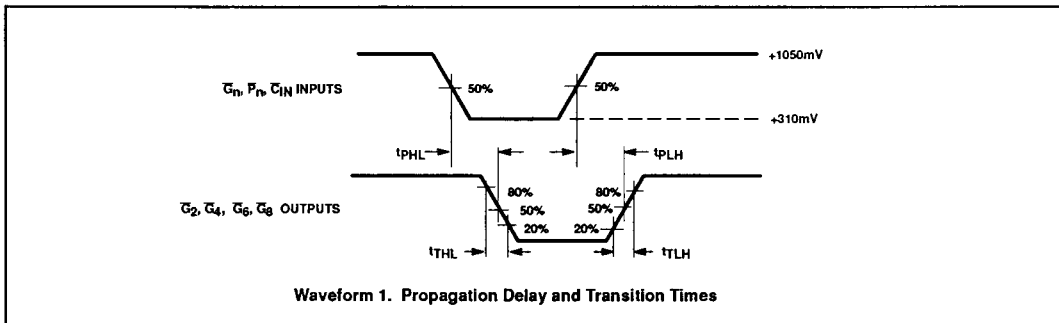 +1050mV
G̅n, P̅n, C̅IN INPUTS
50%
50%
+310mV
tPHL
tPLH
80%
80%
G̅2, G̅4, G̅6, G̅8 OUTPUTS
50%
50%
20%
20%
tTHL
tTLH
Waveform 1. Propagation Delay and Transition Times